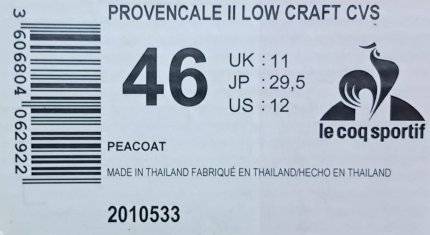 PROVENCALE II LOW CRAFT CVS
46
UK : 11
JP : 29,5
US : 12
le coq sportif
PEACOAT
MADE IN THAILAND FABRIQUÉ EN THAILAND/HECHO EN THAILAND
2010533
3 606804 062922